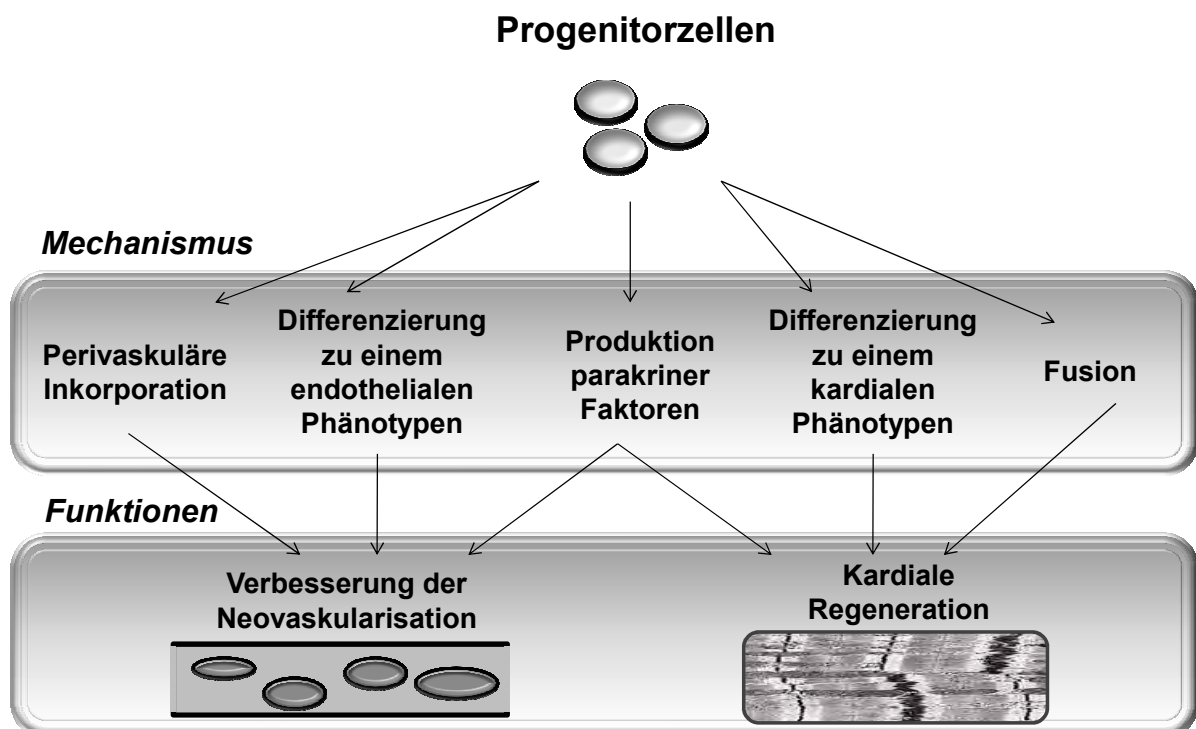 Progenitorzellen
Mechanismus
Perivaskuläre
Inkorporation
Differenzierung
zu einem
endothelialen
Phänotypen
Produktion
parakriner
Faktoren
Differenzierung
zu einem
kardialen
Phänotypen
Fusion
Funktionen
Verbesserung der
Neovaskularisation
Kardiale
Regeneration